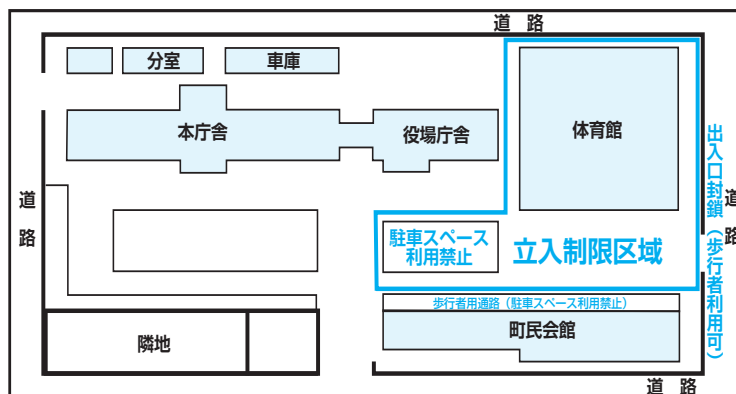 道 路
分室
車庫
本庁舎
役場庁舎
体育館
道
路
出入口封鎖（歩行者利用可）
道
路
駐車スペース
利用禁止
立入制限区域
歩行者用通路（駐車スペース利用禁止）
隣地
町民会館
道 路